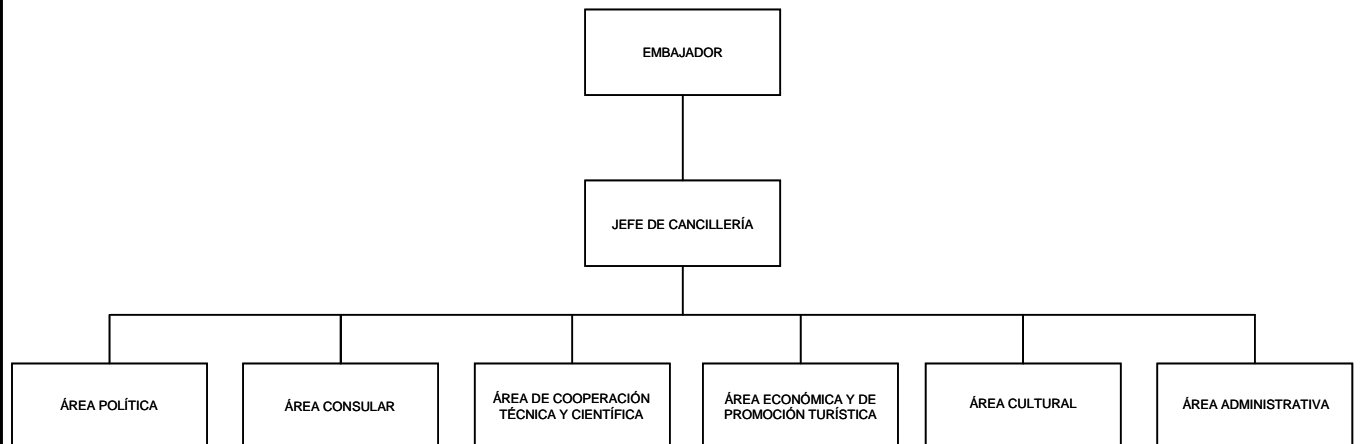 EMBAJADOR
JEFE DE CANCILLERÍA
ÁREA POLÍTICA
ÁREA CONSULAR
ÁREA DE COOPERACIÓN
TÉCNICA Y CIENTÍFICA
ÁREA ECONÓMICA Y DE
PROMOCIÓN TURÍSTICA
ÁREA CULTURAL
ÁREA ADMINISTRATIVA